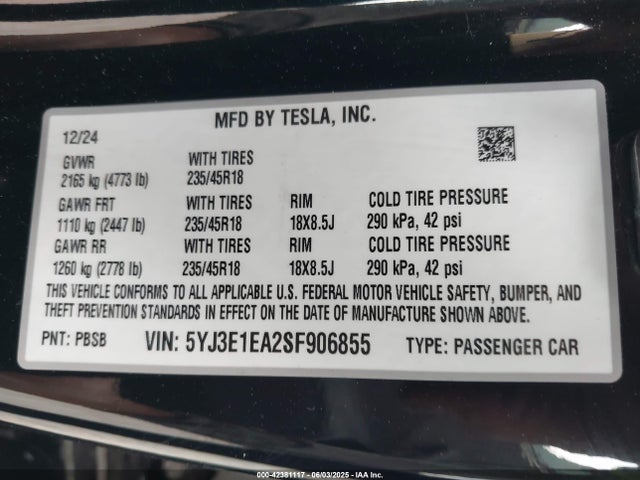 MFD BY TESLA, INC.
12/24
GVWR WITH TIRES
2165 kg (4773 lb) 235/45R18
GAWR FRT WITH TIRES RIM COLD TIRE PRESSURE
1110 kg (2447 lb) 235/45R18 18X8.5J 290 kPa, 42 psi
GAWR RR WITH TIRES RIM COLD TIRE PRESSURE
1260 kg (2778 lb) 235/45R18 18X8.5J 290 kPa, 42 psi
THIS VEHICLE CONFORMS TO ALL APPLICABLE U.S. FEDERAL MOTOR VEHICLE SAFETY, BUMPER, AND
THEFT PREVENTION STANDARDS IN EFFECT ON THE DATE OF MANUFACTURE SHOWN ABOVE.
PNT: PBSB VIN: 5YJ3E1EA2SF906855 TYPE: PASSENGER CAR
000-42381117 - 06/03/2025 - IAA Inc.